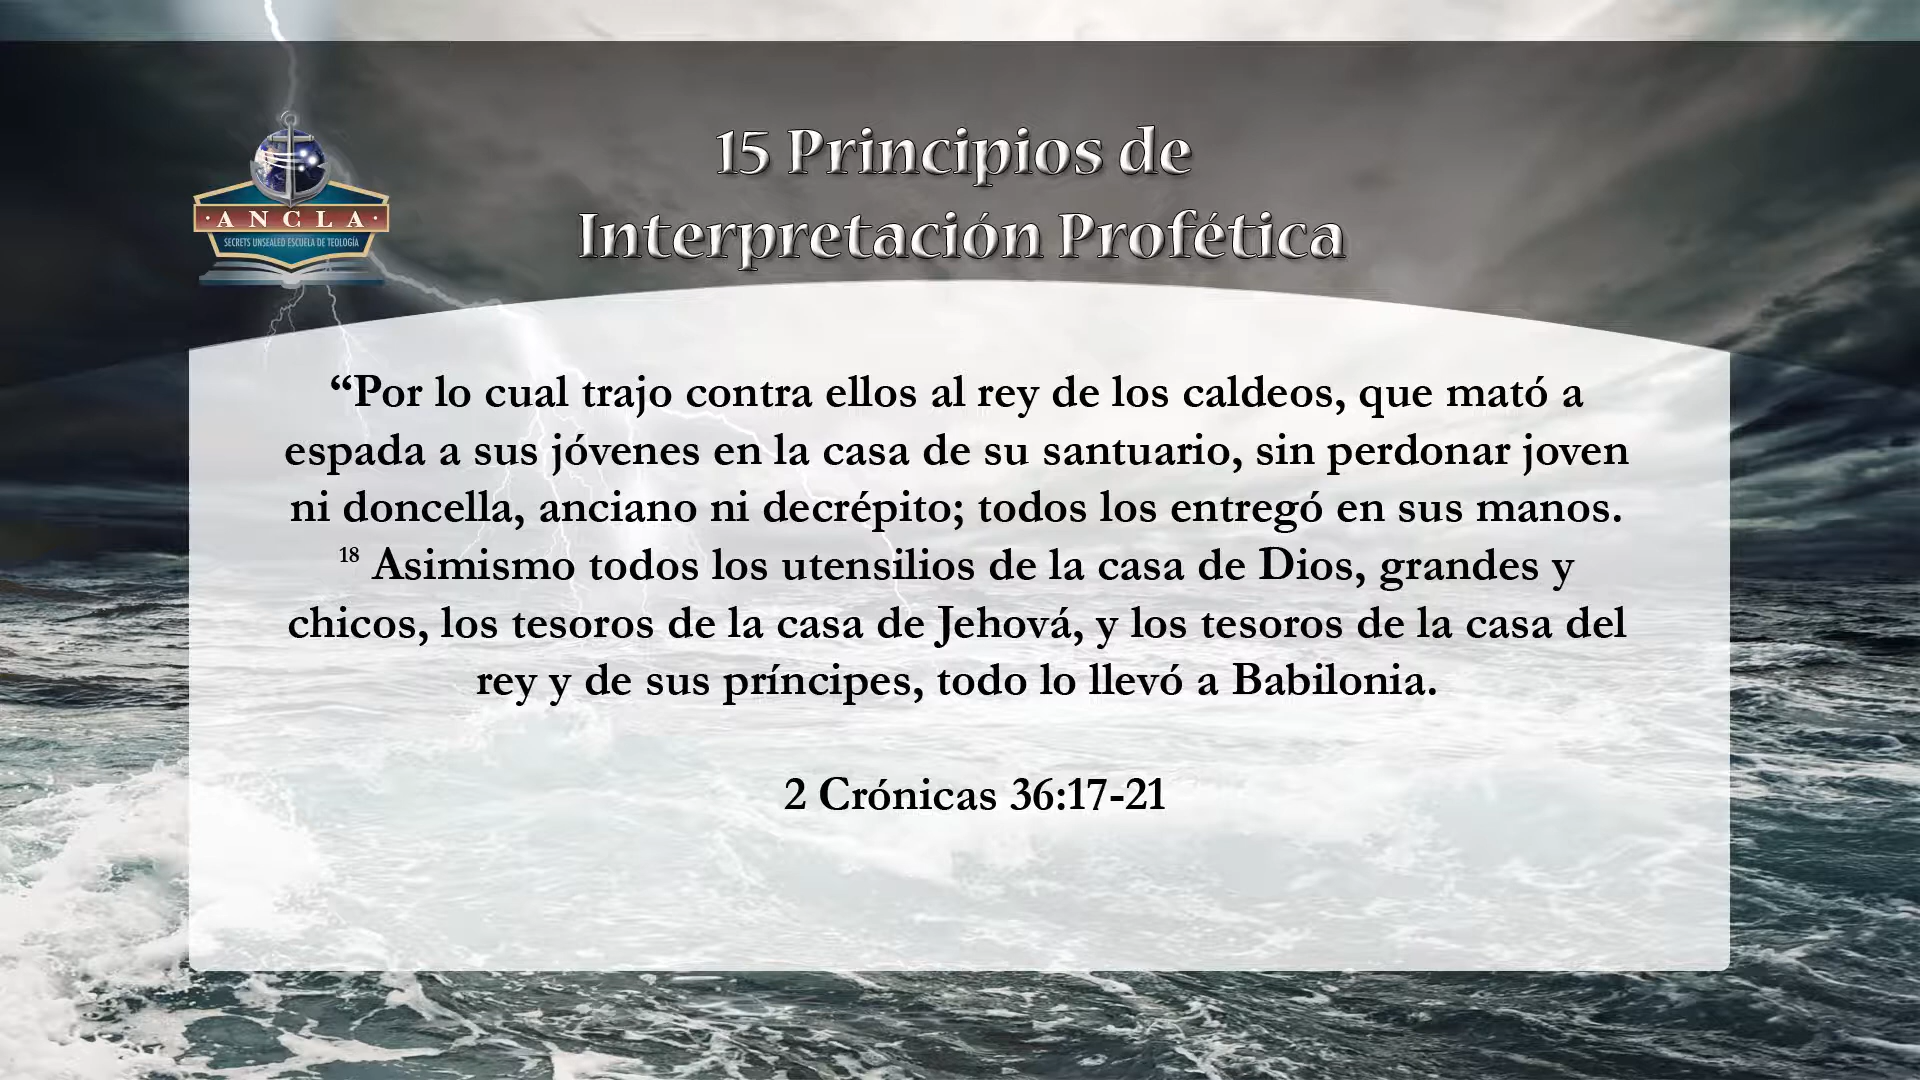 15 Principios de
Interpretación Profética
· A N C L A ·
SECRETS UNSEALED ESCUELA DE TEOLOGÍA
“Por lo cual trajo contra ellos al rey de los caldeos, que mató a
espada a sus jóvenes en la casa de su santuario, sin perdonar joven
ni doncella, anciano ni decrépito; todos los entregó en sus manos.
18 Asimismo todos los utensilios de la casa de Dios, grandes y
chicos, los tesoros de la casa de Jehová, y los tesoros de la casa del
rey y de sus príncipes, todo lo llevó a Babilonia.
2 Crónicas 36:17-21